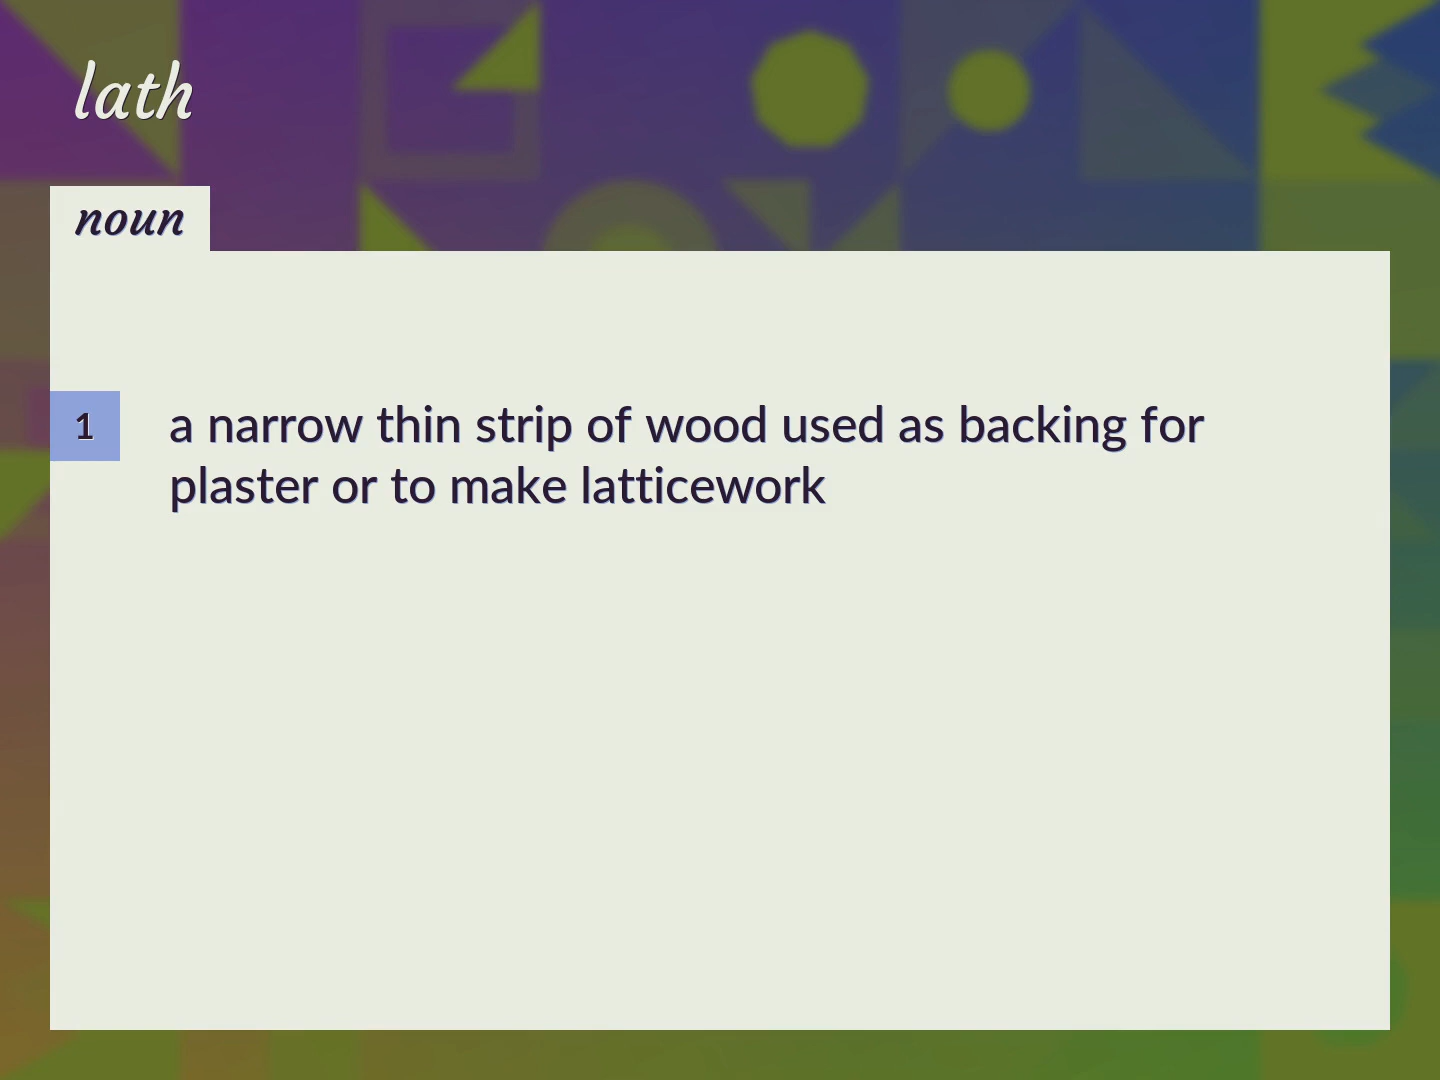 lath
noun
1
a narrow thin strip of wood used as backing for
plaster or to make latticework